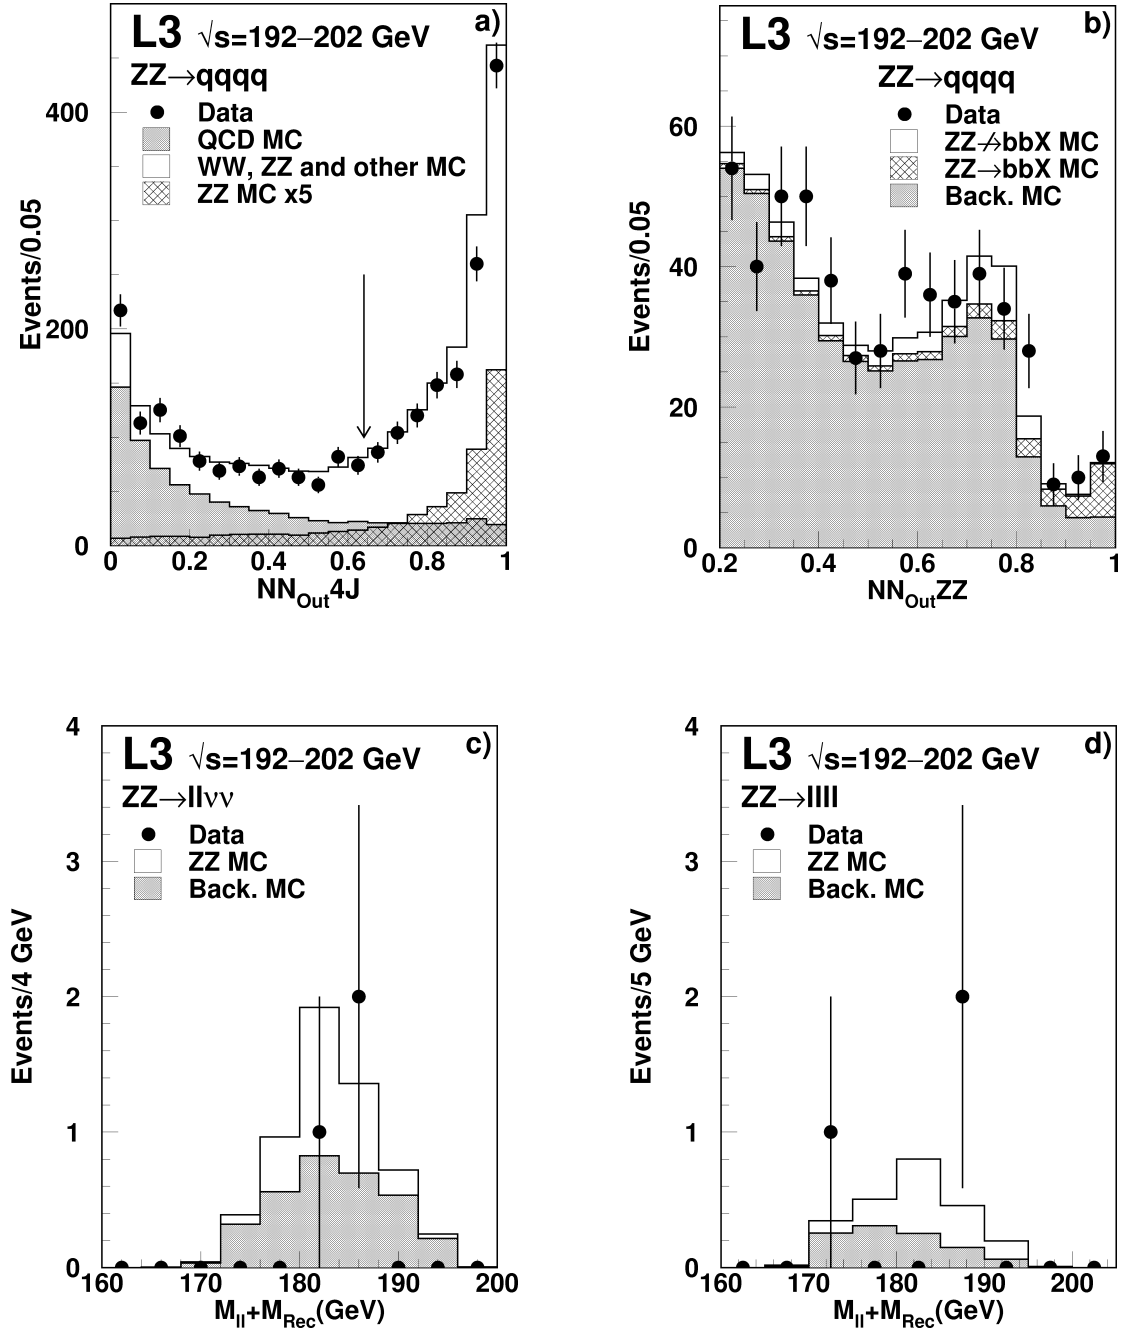 L3 √s=192–202 GeV a)
ZZ→qqqq
Data
QCD MC
WW, ZZ and other MC
ZZ MC x5
Events/0.05
400
200
0
0 0.2 0.4 0.6 0.8 1
NN_Out4J
L3 √s=192–202 GeV b)
ZZ→qqqq
Data
ZZ↛bbX MC
ZZ→bbX MC
Back. MC
Events/0.05
60
40
20
0
0.2 0.4 0.6 0.8 1
NN_OutZZ
L3 √s=192–202 GeV c)
ZZ→llνν
Data
ZZ MC
Back. MC
Events/4 GeV
4
3
2
1
0
160 170 180 190 200
M_ll+M_Rec(GeV)
L3 √s=192–202 GeV d)
ZZ→llll
Data
ZZ MC
Back. MC
Events/5 GeV
4
3
2
1
0
160 170 180 190 200
M_ll+M_Rec(GeV)